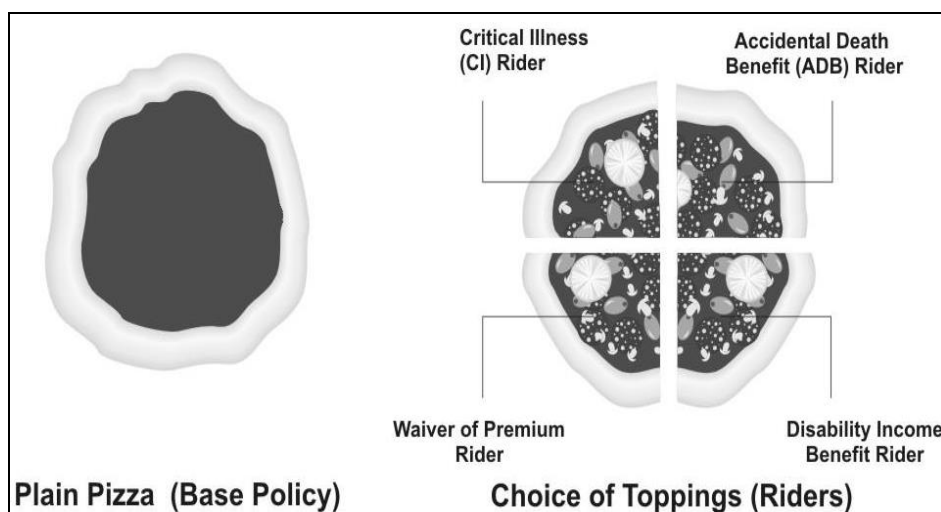 Critical Illness
(CI) Rider
Accidental Death
Benefit (ADB) Rider
Waiver of Premium
Rider
Disability Income
Benefit Rider
Plain Pizza (Base Policy)
Choice of Toppings (Riders)